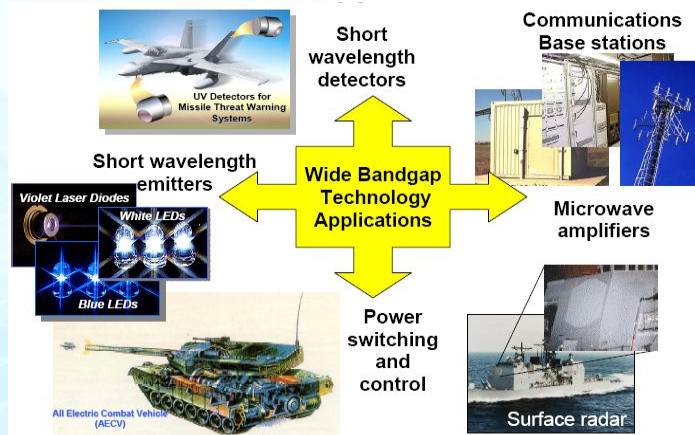 Communications
Base stations
Short
wavelength
detectors
UV Detectors for
Missile Threat Warning
Systems
Short wavelength
emitters
Wide Bandgap
Technology
Applications
Violet Laser Diodes
White LEDs
Blue LEDs
Microwave
amplifiers
Power
switching
and
control
All Electric Combat Vehicle
(AECV)
Surface radar